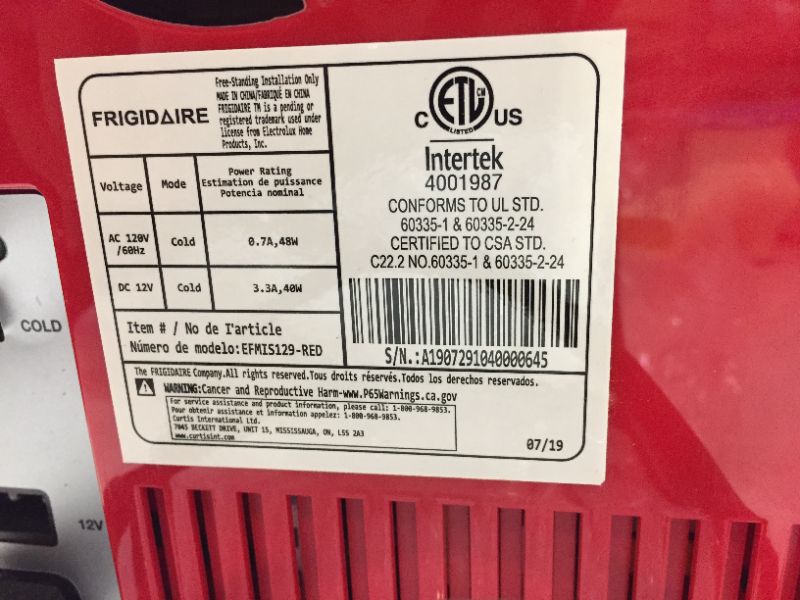 FRIGIDAIRE
Free-Standing Installation Only
MADE IN CHINA/FABRIQUÉ EN CHINA
FRIGIDAIRE TM is a pending or
registered trademark used under
license from Electrolux Home
Products, Inc.
Voltage Mode Power Rating
Estimation de puissance
Potencia nominal
AC 120V
/60Hz Cold 0.7A,48W
DC 12V Cold 3.3A,40W
Item # / No de I'article
Número de modelo:EFMIS129-RED
C ETL CM US
LISTED
Intertek
4001987
CONFORMS TO UL STD.
60335-1 & 60335-2-24
CERTIFIED TO CSA STD.
C22.2 NO.60335-1 & 60335-2-24
S/N.:A1907291040000645
The FRIGIDAIRE Company.All rights reserved.Tous droits réservés.Todos los derechos reservados.
WARNING:Cancer and Reproductive Harm-www.P65Warnings.ca.gov
For service assistance and product information, please call: 1-800-968-9853.
Pour obtenir assistance et information appelez: 1-800-968-9853.
Curtis International Ltd.
7045 BECKETT DRIVE, UNIT 15, MISSISSAUGA, ON, L5S 2A3
www.curtisint.com
07/19
COLD
12V